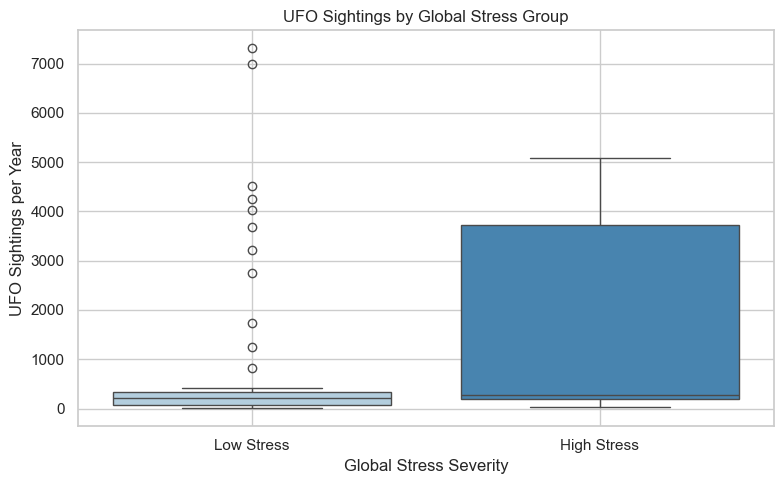 UFO Sightings by Global Stress Group
7000
6000
5000
4000
3000
2000
1000
0
UFO Sightings per Year
Low Stress
High Stress
Global Stress Severity